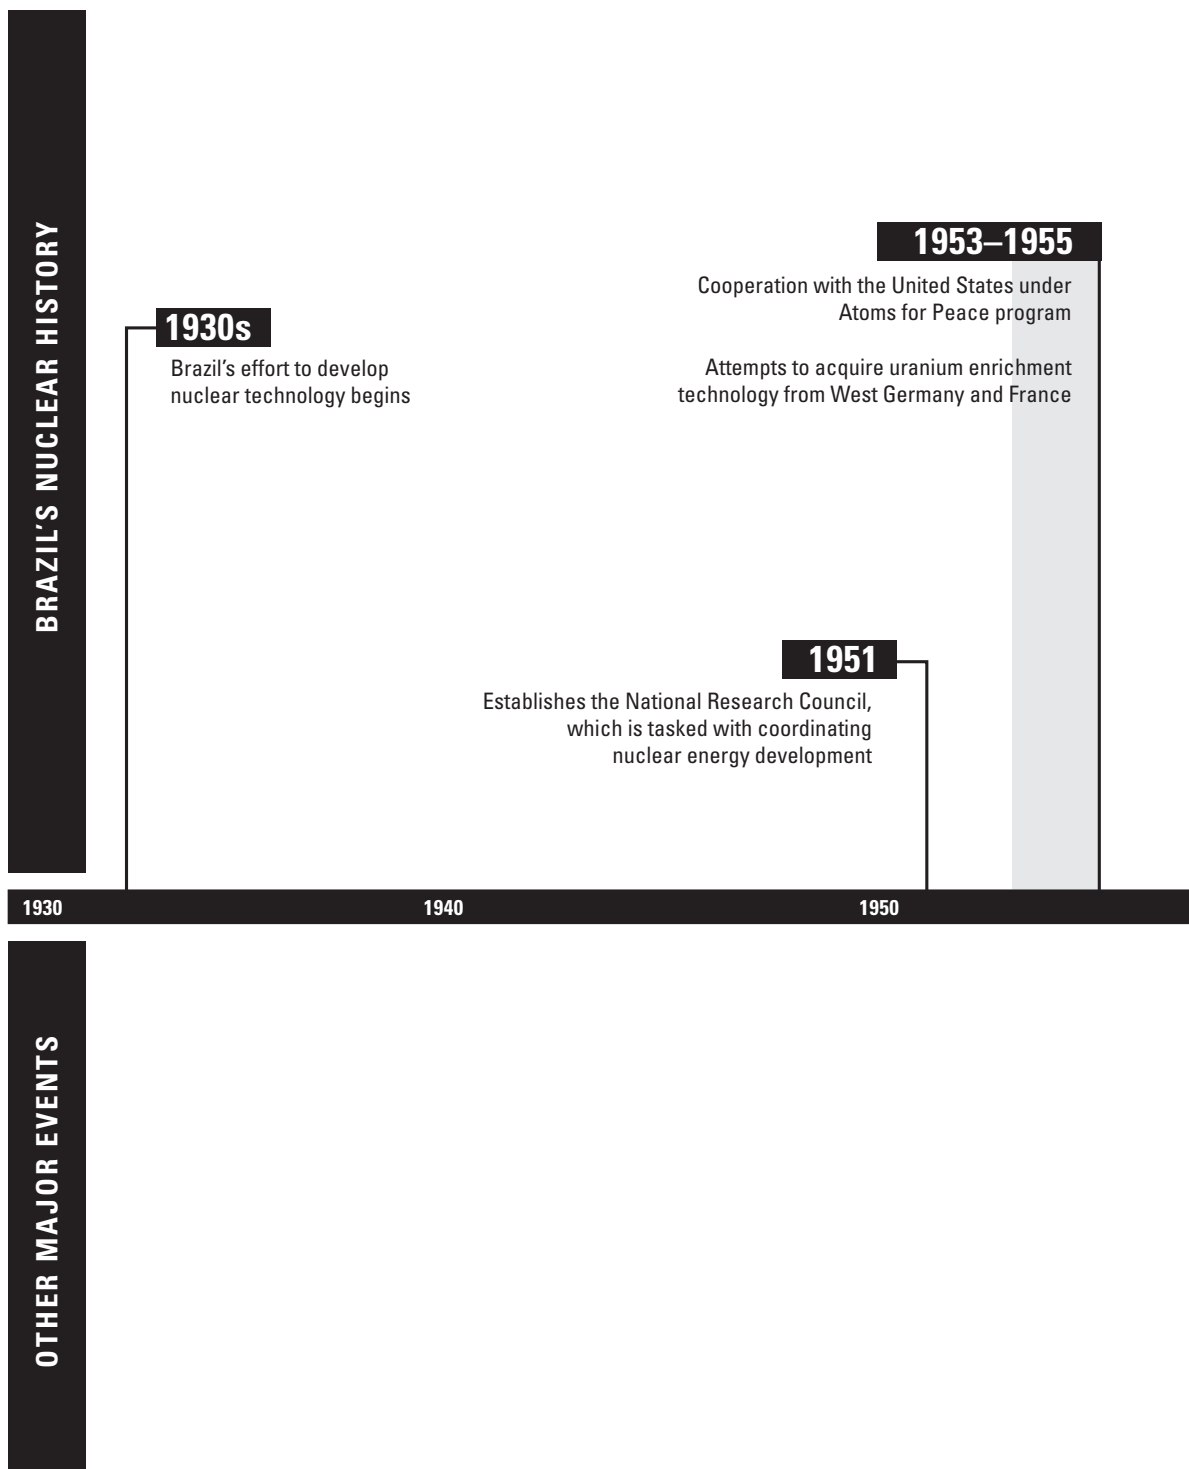 BRAZIL'S NUCLEAR HISTORY
1930s
Brazil's effort to develop
nuclear technology begins
1953–1955
Cooperation with the United States under
Atoms for Peace program
Attempts to acquire uranium enrichment
technology from West Germany and France
1951
Establishes the National Research Council,
which is tasked with coordinating
nuclear energy development
1930
1940
1950
OTHER MAJOR EVENTS